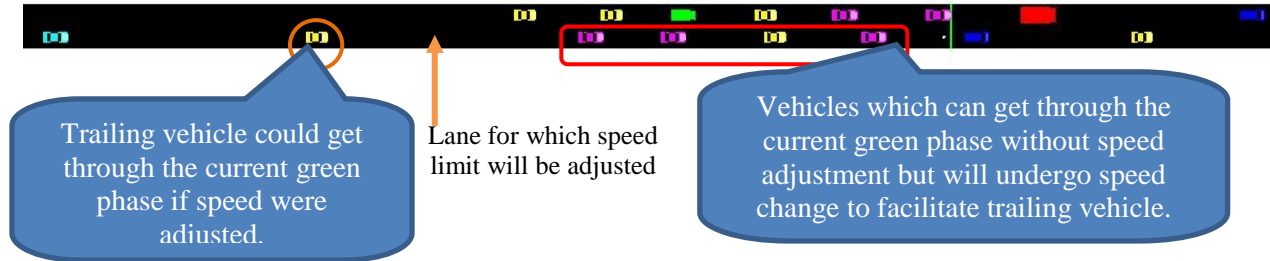 Trailing vehicle could get
through the current green
phase if speed were
adjusted.
Lane for which speed
limit will be adjusted
Vehicles which can get through the
current green phase without speed
adjustment but will undergo speed
change to facilitate trailing vehicle.